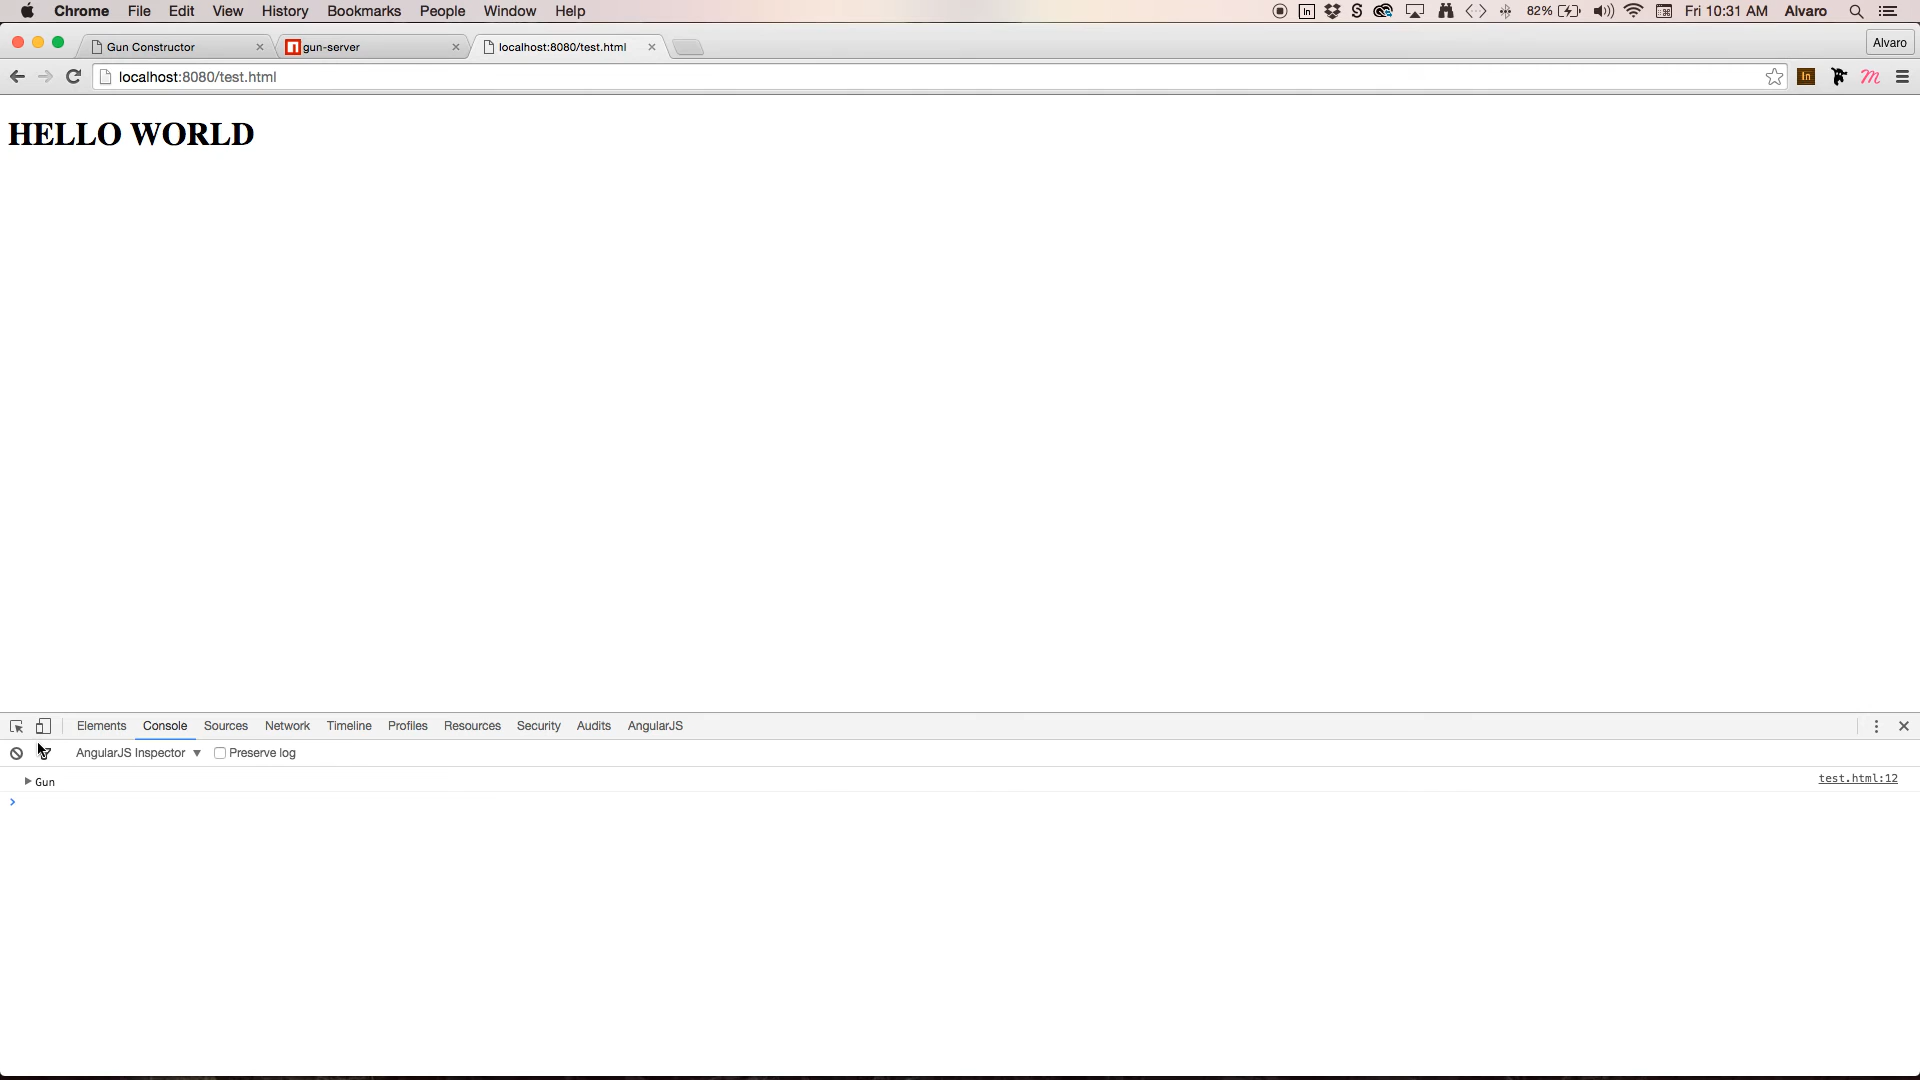 Chrome File Edit View History Bookmarks People Window Help 82% Fri 10:31 AM Alvaro
Gun Constructor gun-server localhost:8080/test.html Alvaro
localhost:8080/test.html
HELLO WORLD
Elements Console Sources Network Timeline Profiles Resources Security Audits AngularJS
AngularJS Inspector Preserve log
Gun test.html:12